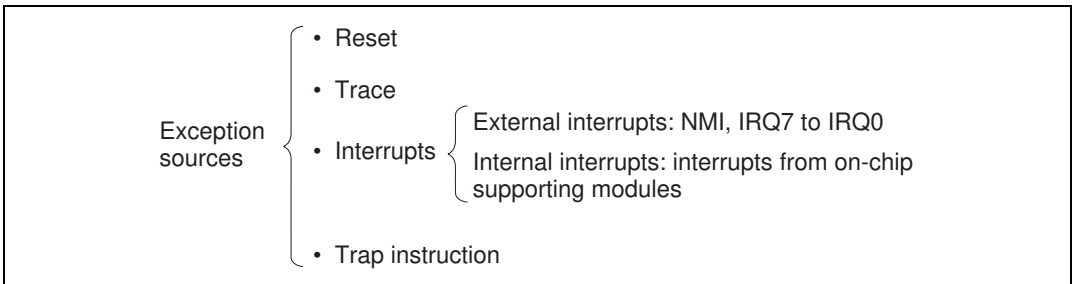 • Reset
• Trace
Exception
sources
• Interrupts
External interrupts: NMI, IRQ7 to IRQ0
Internal interrupts: interrupts from on-chip
supporting modules
• Trap instruction